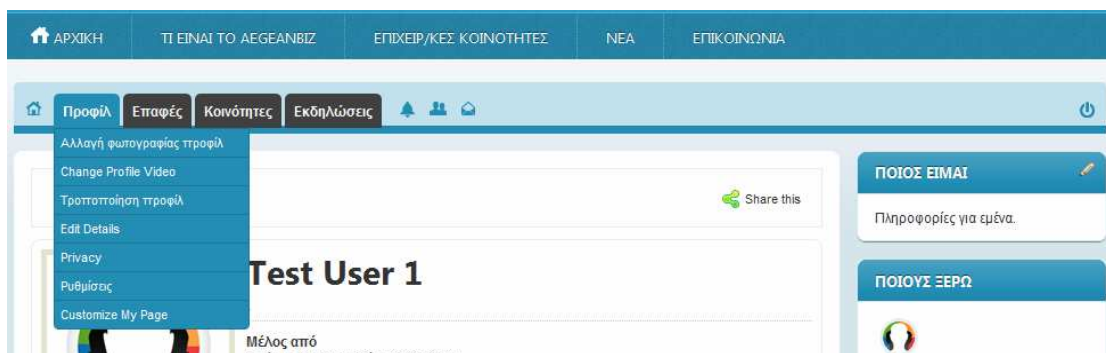 ΑΡΧΙΚΗ ΤΙ ΕΙΝΑΙ ΤΟ AEGEANBIZ ΕΠΙΧΕΙΡ/ΚΕΣ ΚΟΙΝΟΤΗΤΕΣ ΝΕΑ ΕΠΙΚΟΙΝΩΝΙΑ
Προφίλ Επαφές Κοινότητες Εκδηλώσεις
Αλλαγή φωτογραφίας προφίλ
Change Profile Video
Τροποποίηση προφίλ
Edit Details
Privacy
Ρυθμίσεις
Customize My Page
Share this
Test User 1
Μέλος από
ΠΟΙΟΣ ΕΙΜΑΙ
Πληροφορίες για εμένα.
ΠΟΙΟΥΣ ΞΕΡΩ